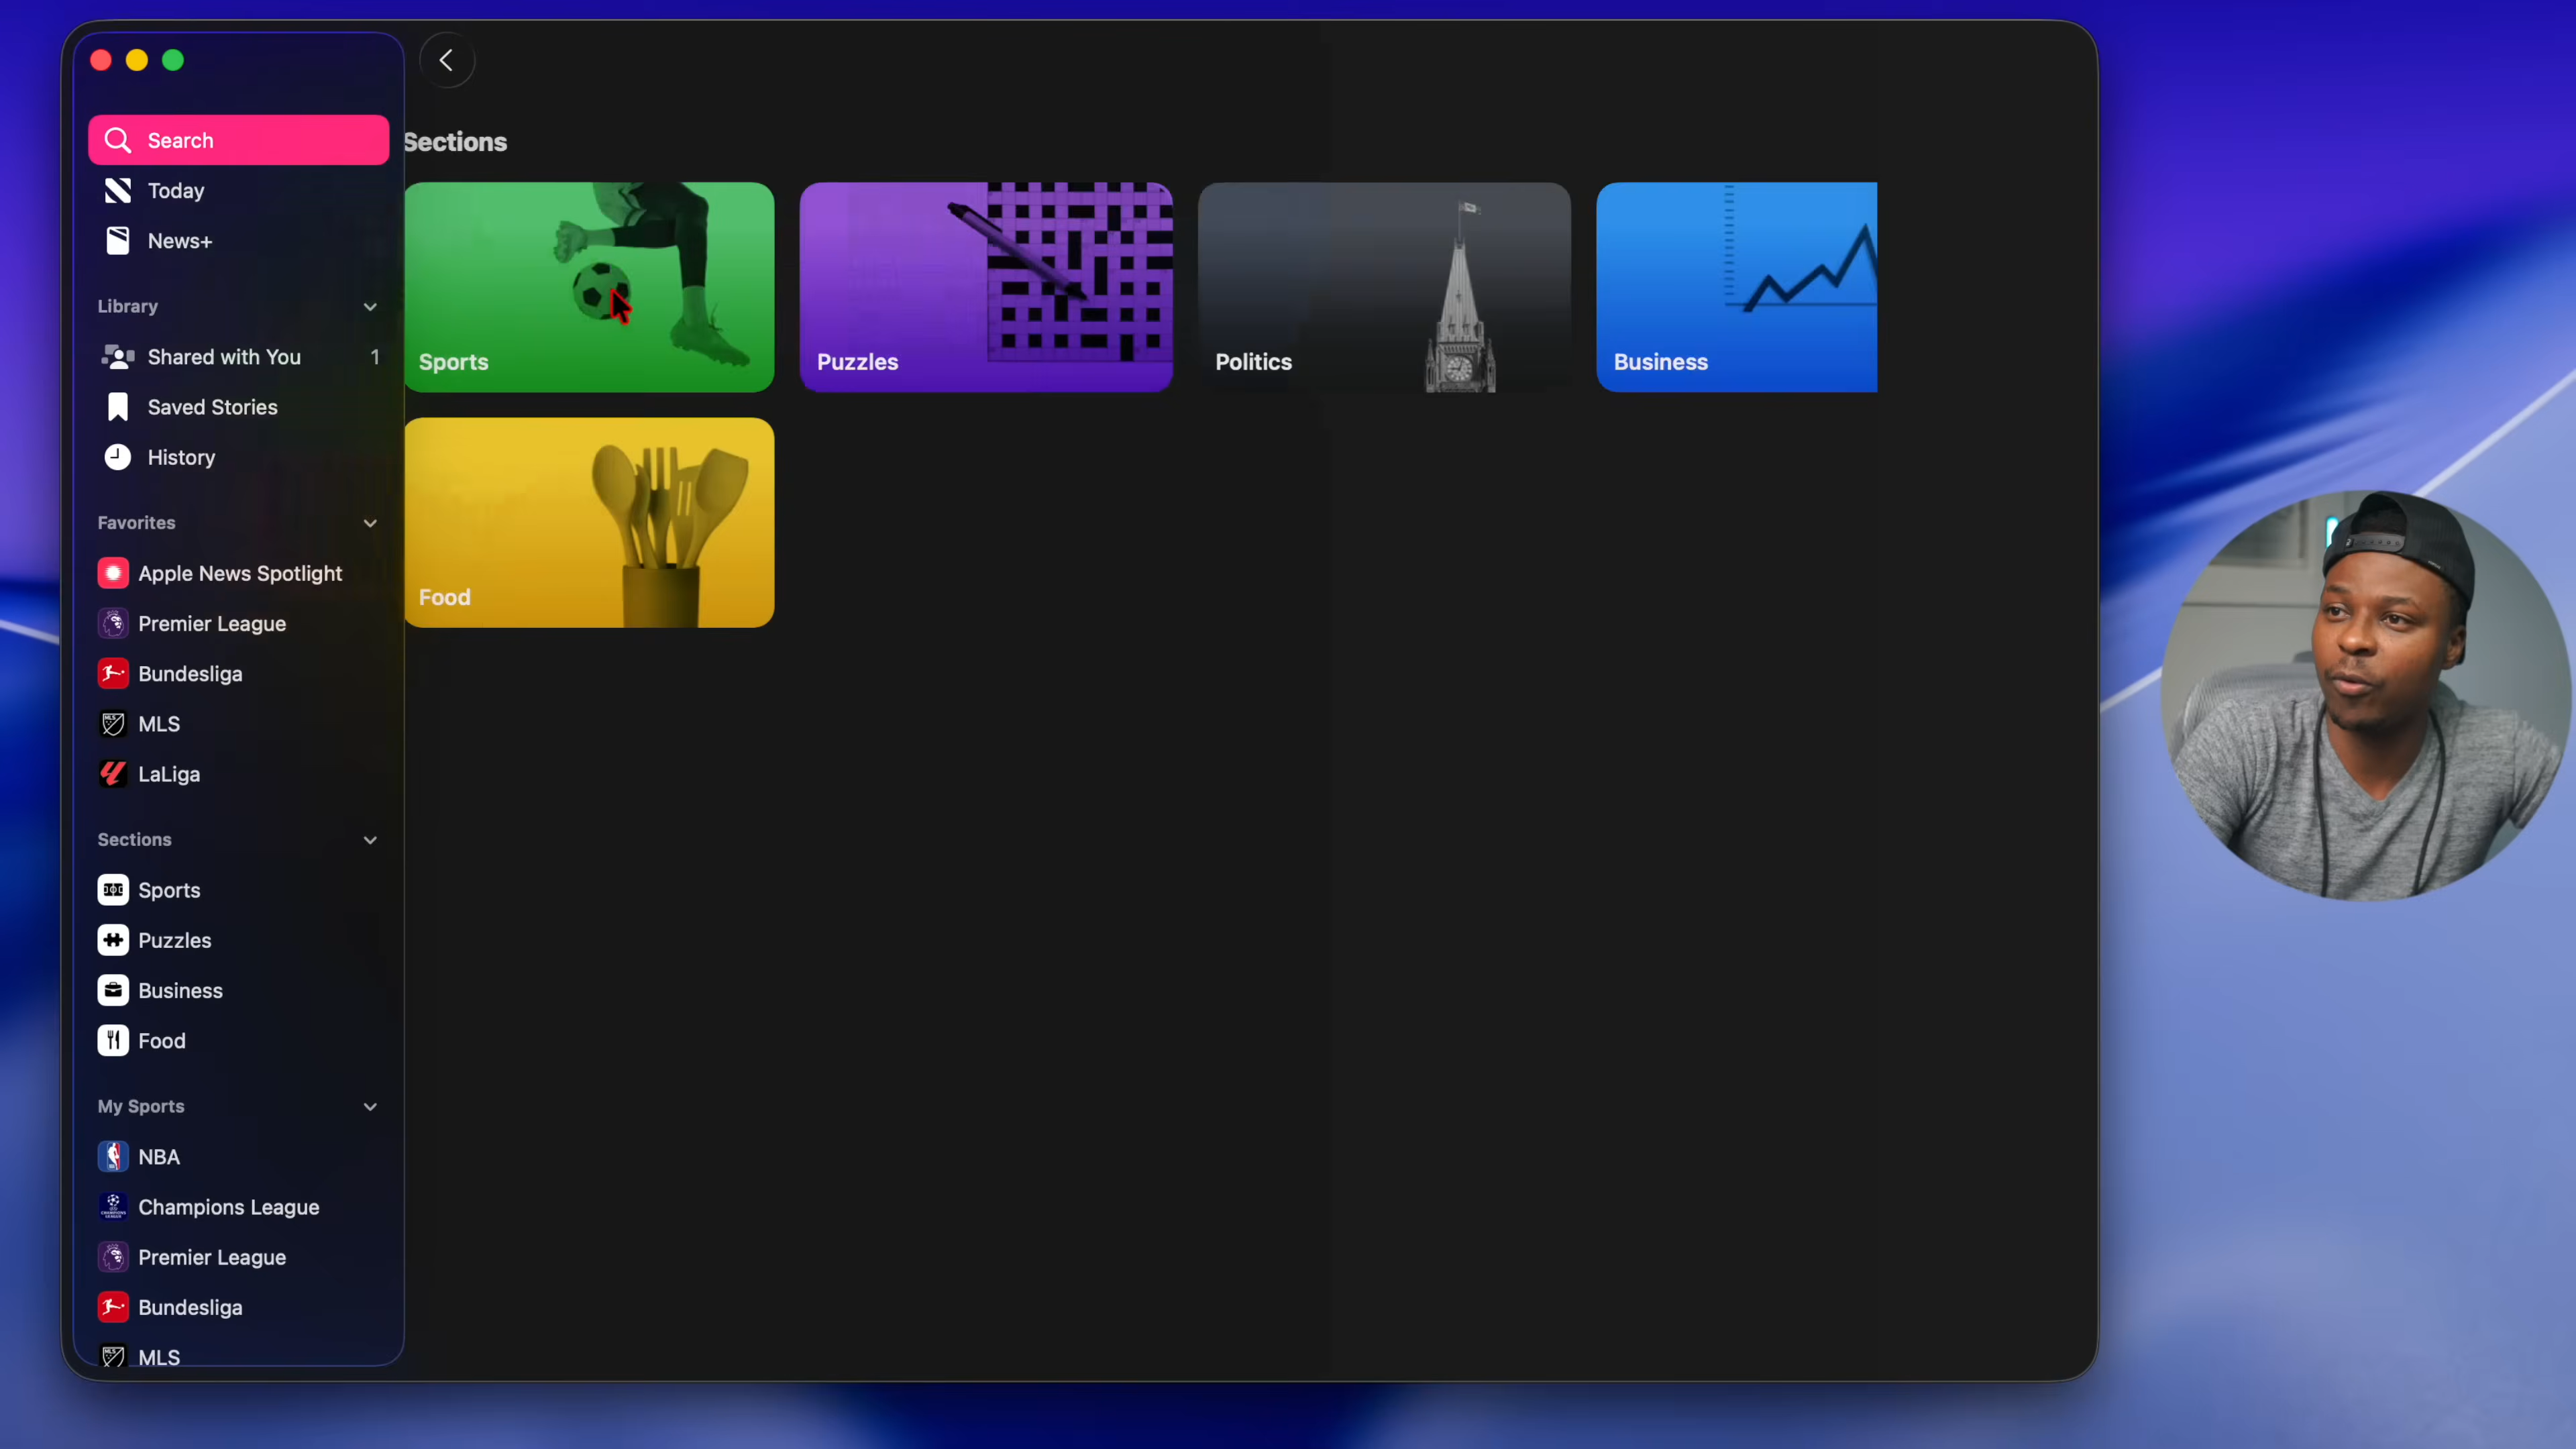 Search
Today
News+
Library
Shared with You 1
Saved Stories
History
Favorites
Apple News Spotlight
Premier League
Bundesliga
MLS
LaLiga
Sections
Sports
Puzzles
Business
Food
My Sports
NBA
Champions League
Premier League
Bundesliga
MLS
Sections
Sports
Puzzles
Politics
Business
Food